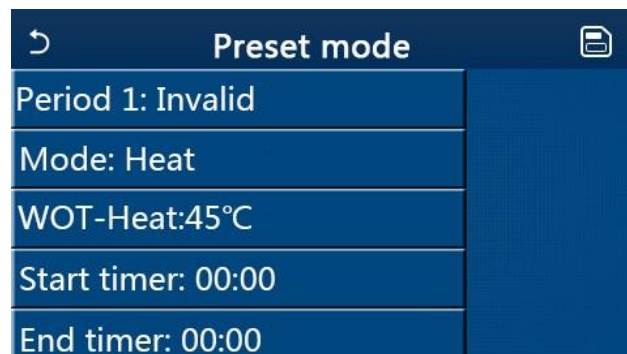 Preset mode
Period 1: Invalid
Mode: Heat
WOT-Heat:45℃
Start timer: 00:00
End timer: 00:00